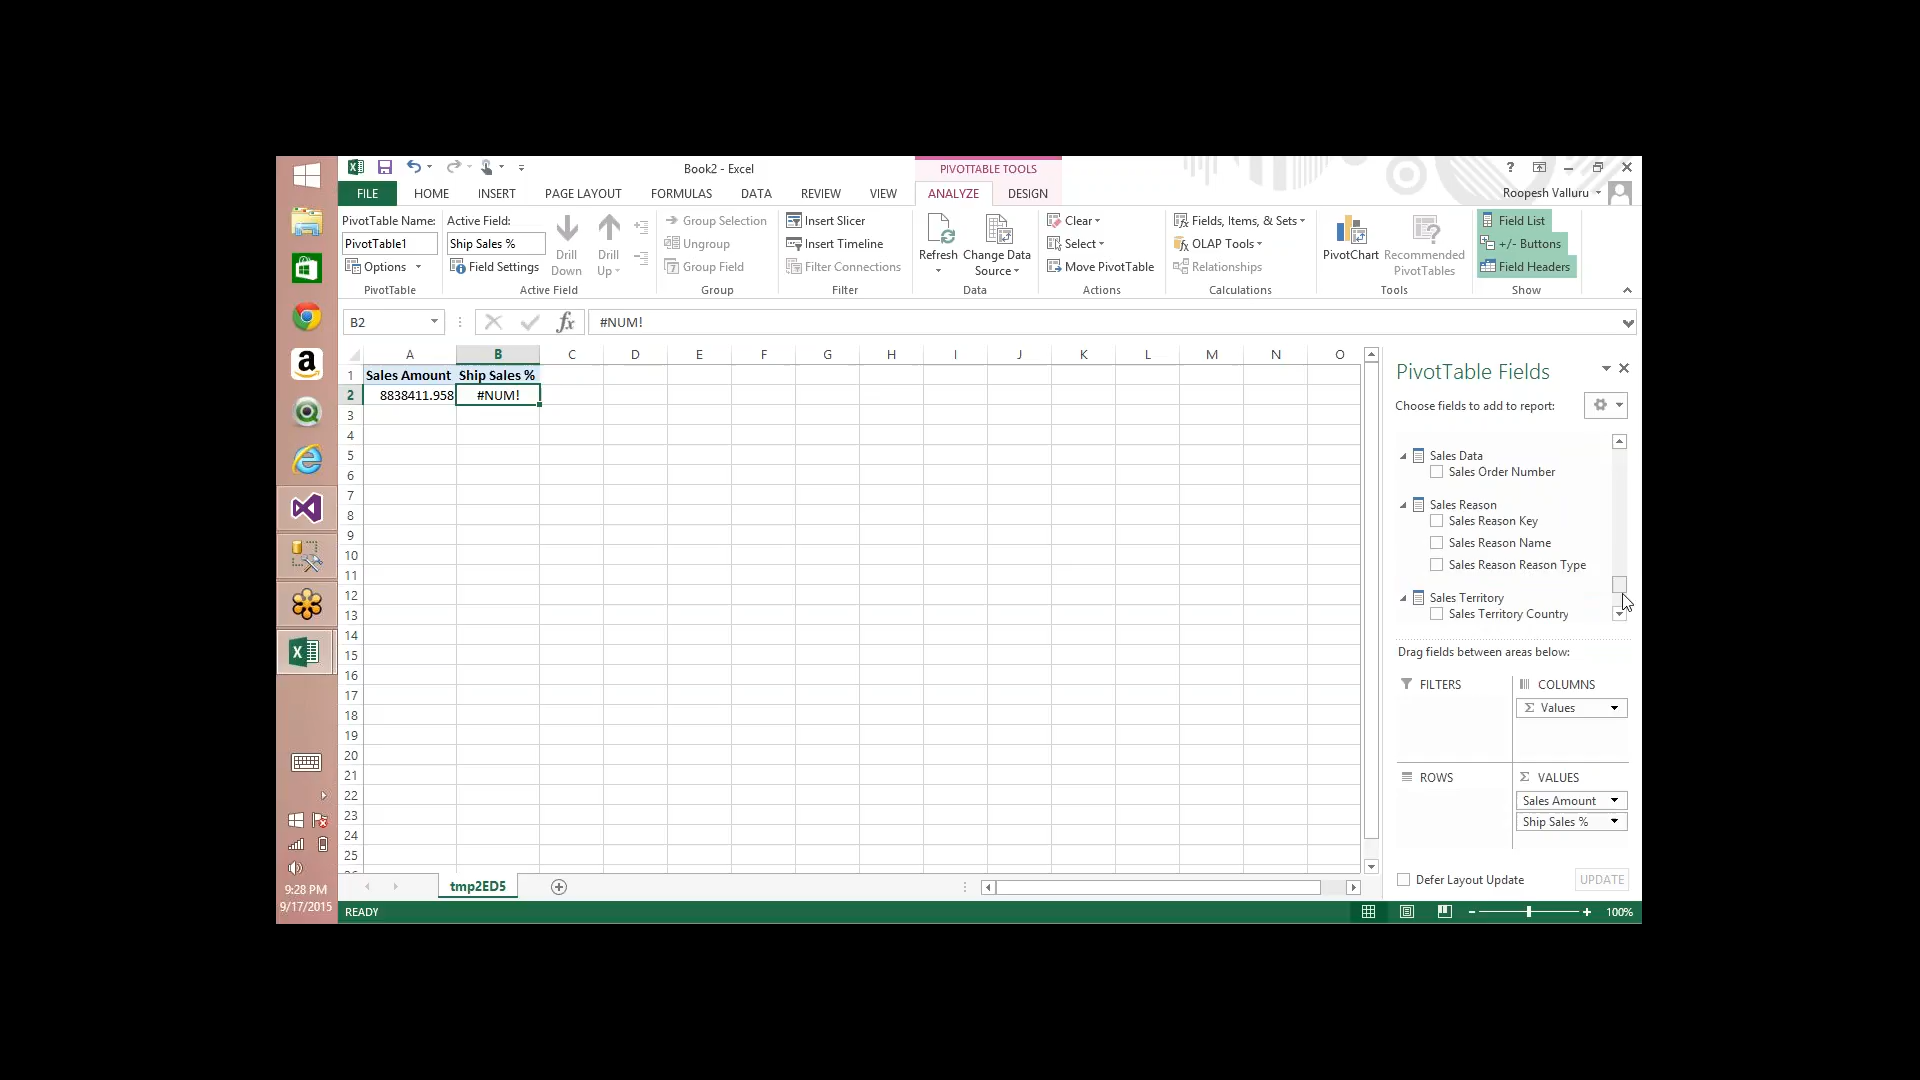 Book2 - Excel
PIVOTTABLE TOOLS
?
FILE
HOME
INSERT
PAGE LAYOUT
FORMULAS
DATA
REVIEW
VIEW
ANALYZE
DESIGN
Roopesh Valluru
PivotTable Name:
PivotTable1
Options
PivotTable
Active Field:
Ship Sales %
Field Settings
Drill Down
Drill Up
Active Field
Group Selection
Ungroup
Group Field
Group
Insert Slicer
Insert Timeline
Filter Connections
Filter
Refresh
Change Data
Source
Data
Clear
Select
Move PivotTable
Actions
Fields, Items, & Sets
OLAP Tools
Relationships
Calculations
PivotChart
Recommended
PivotTables
Tools
Field List
+/- Buttons
Field Headers
Show
B2
fx
#NUM!
A B C D E F G H I J K L M N O
1 Sales Amount Ship Sales %
2 8838411.958 #NUM!
3
4
5
6
7
8
9
10
11
12
13
14
15
16
17
18
19
20
21
22
23
24
25
PivotTable Fields
Choose fields to add to report:
Sales Data
Sales Order Number
Sales Reason
Sales Reason Key
Sales Reason Name
Sales Reason Reason Type
Sales Territory
Sales Territory Country
Drag fields between areas below:
FILTERS
COLUMNS
Σ Values
ROWS
Σ VALUES
Sales Amount
Ship Sales %
Defer Layout Update
UPDATE
tmp2ED5
READY
100%
9:28 PM
9/17/2015